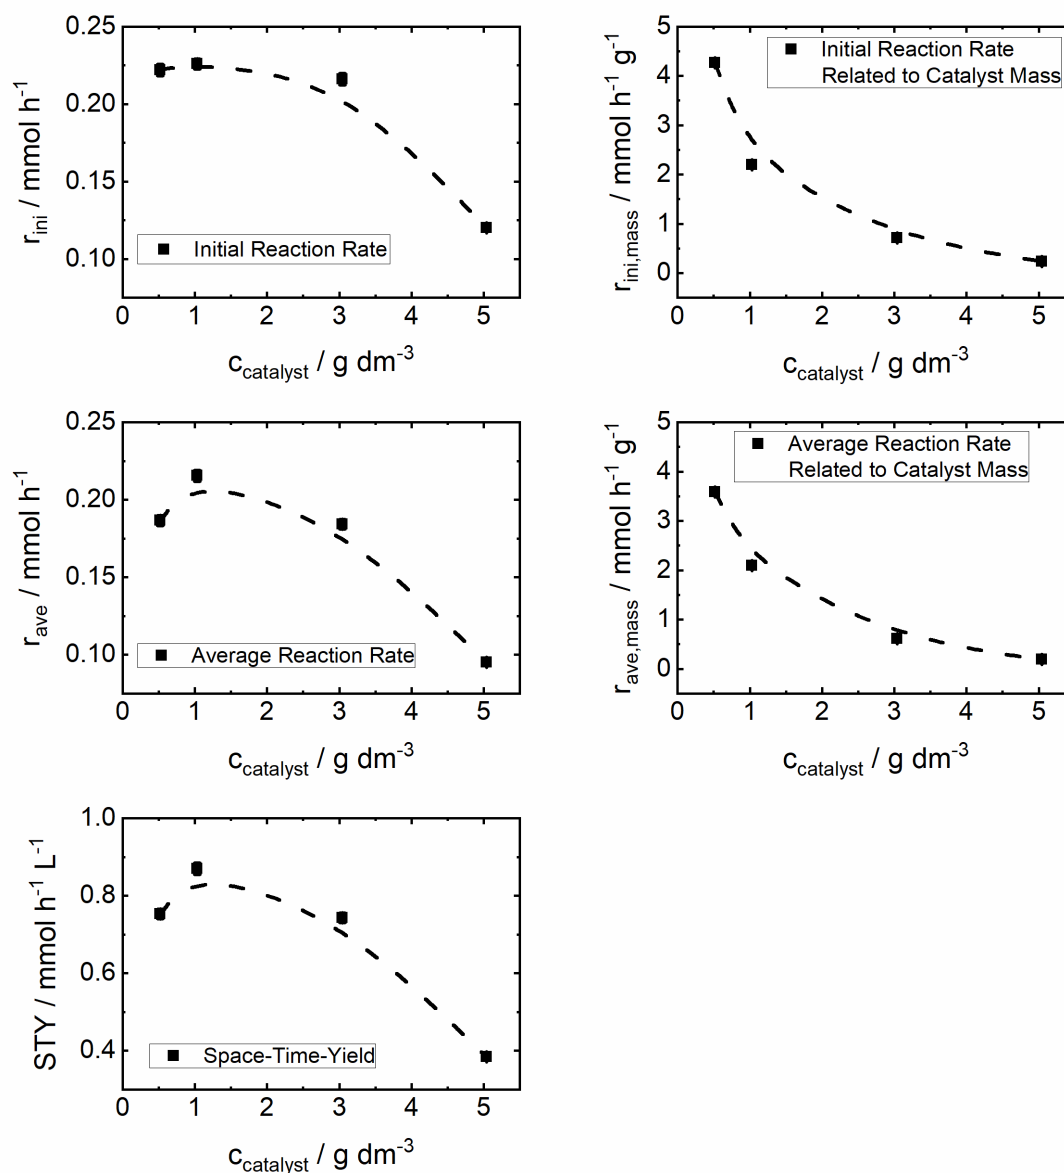 0.25
0.20
0.15
0.10
r_ini / mmol h⁻¹
Initial Reaction Rate
0 1 2 3 4 5
c_catalyst / g dm⁻³
5
4
3
2
1
0
r_ini,mass / mmol h⁻¹ g⁻¹
Initial Reaction Rate
Related to Catalyst Mass
0 1 2 3 4 5
c_catalyst / g dm⁻³
0.25
0.20
0.15
0.10
r_ave / mmol h⁻¹
Average Reaction Rate
0 1 2 3 4 5
c_catalyst / g dm⁻³
5
4
3
2
1
0
r_ave,mass / mmol h⁻¹ g⁻¹
Average Reaction Rate
Related to Catalyst Mass
0 1 2 3 4 5
c_catalyst / g dm⁻³
1.0
0.8
0.6
0.4
STY / mmol h⁻¹ L⁻¹
Space-Time-Yield
0 1 2 3 4 5
c_catalyst / g dm⁻³